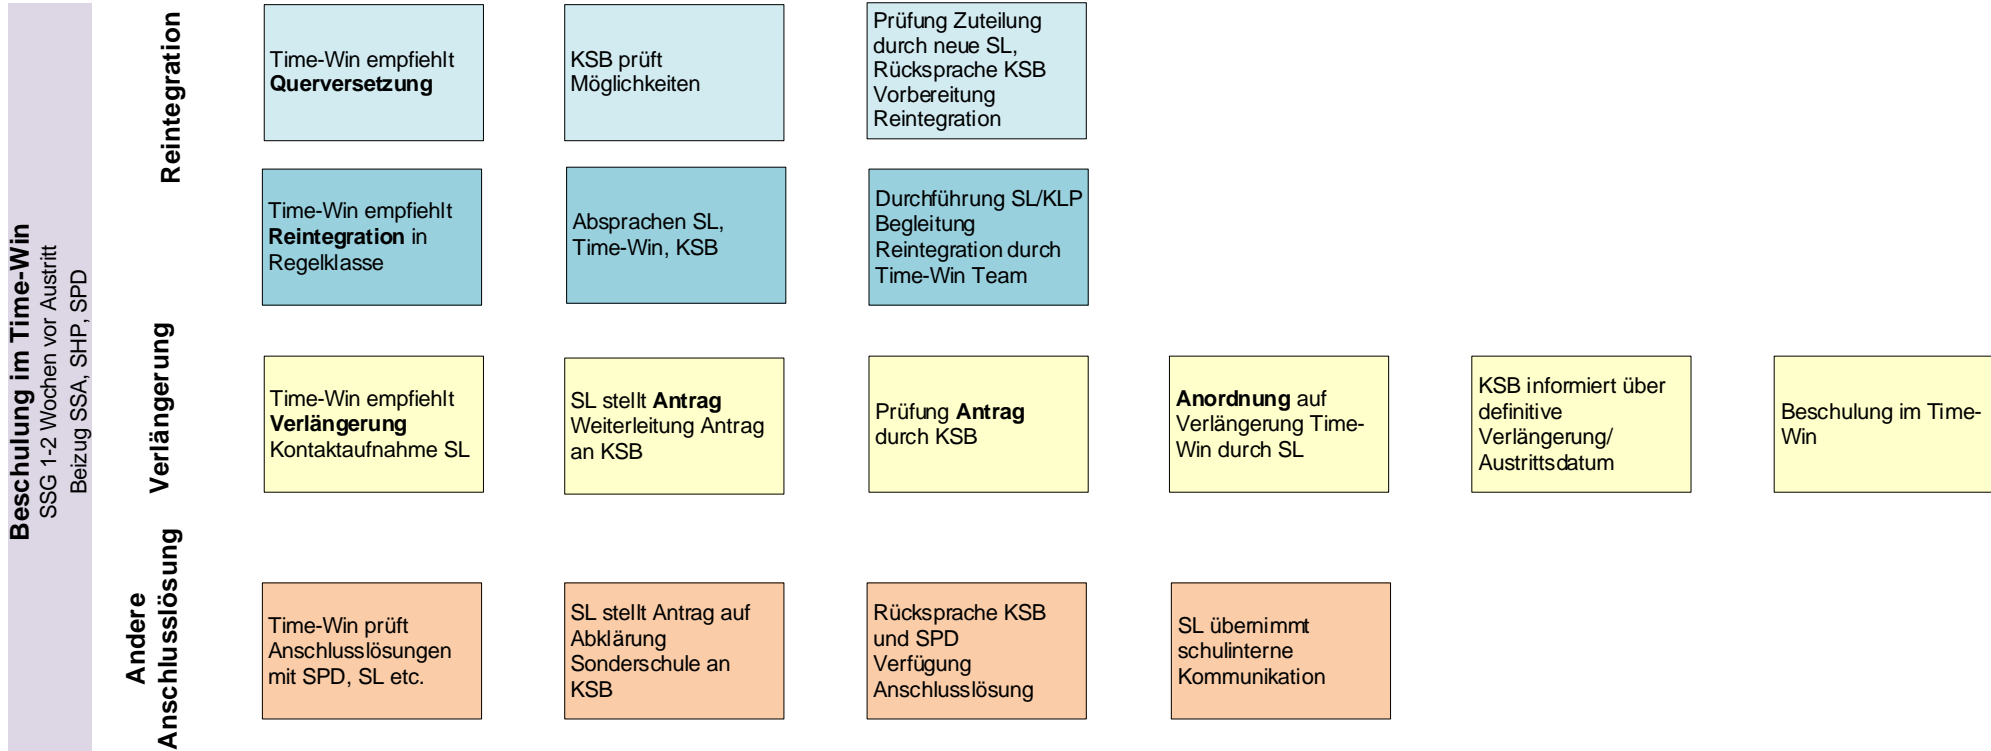 Beschulung im Time-Win
SSG 1-2 Wochen vor Austritt
Beizug SSA, SHP, SPD
Reintegration
Time-Win empfiehlt
Querversetzung
KSB prüft
Möglichkeiten
Prüfung Zuteilung
durch neue SL,
Rücksprache KSB
Vorbereitung
Reintegration
Time-Win empfiehlt
Reintegration in
Regelklasse
Absprachen SL,
Time-Win, KSB
Durchführung SL/KLP
Begleitung
Reintegration durch
Time-Win Team
Verlängerung
Time-Win empfiehlt
Verlängerung
Kontaktaufnahme SL
SL stellt Antrag
Weiterleitung Antrag
an KSB
Prüfung Antrag
durch KSB
Anordnung auf
Verlängerung Time-
Win durch SL
KSB informiert über
definitive
Verlängerung/
Austrittsdatum
Beschulung im Time-
Win
Andere
Anschlusslösung
Time-Win prüft
Anschlusslösungen
mit SPD, SL etc.
SL stellt Antrag auf
Abklärung
Sonderschule an
KSB
Rücksprache KSB
und SPD
Verfügung
Anschlusslösung
SL übernimmt
schulinterne
Kommunikation